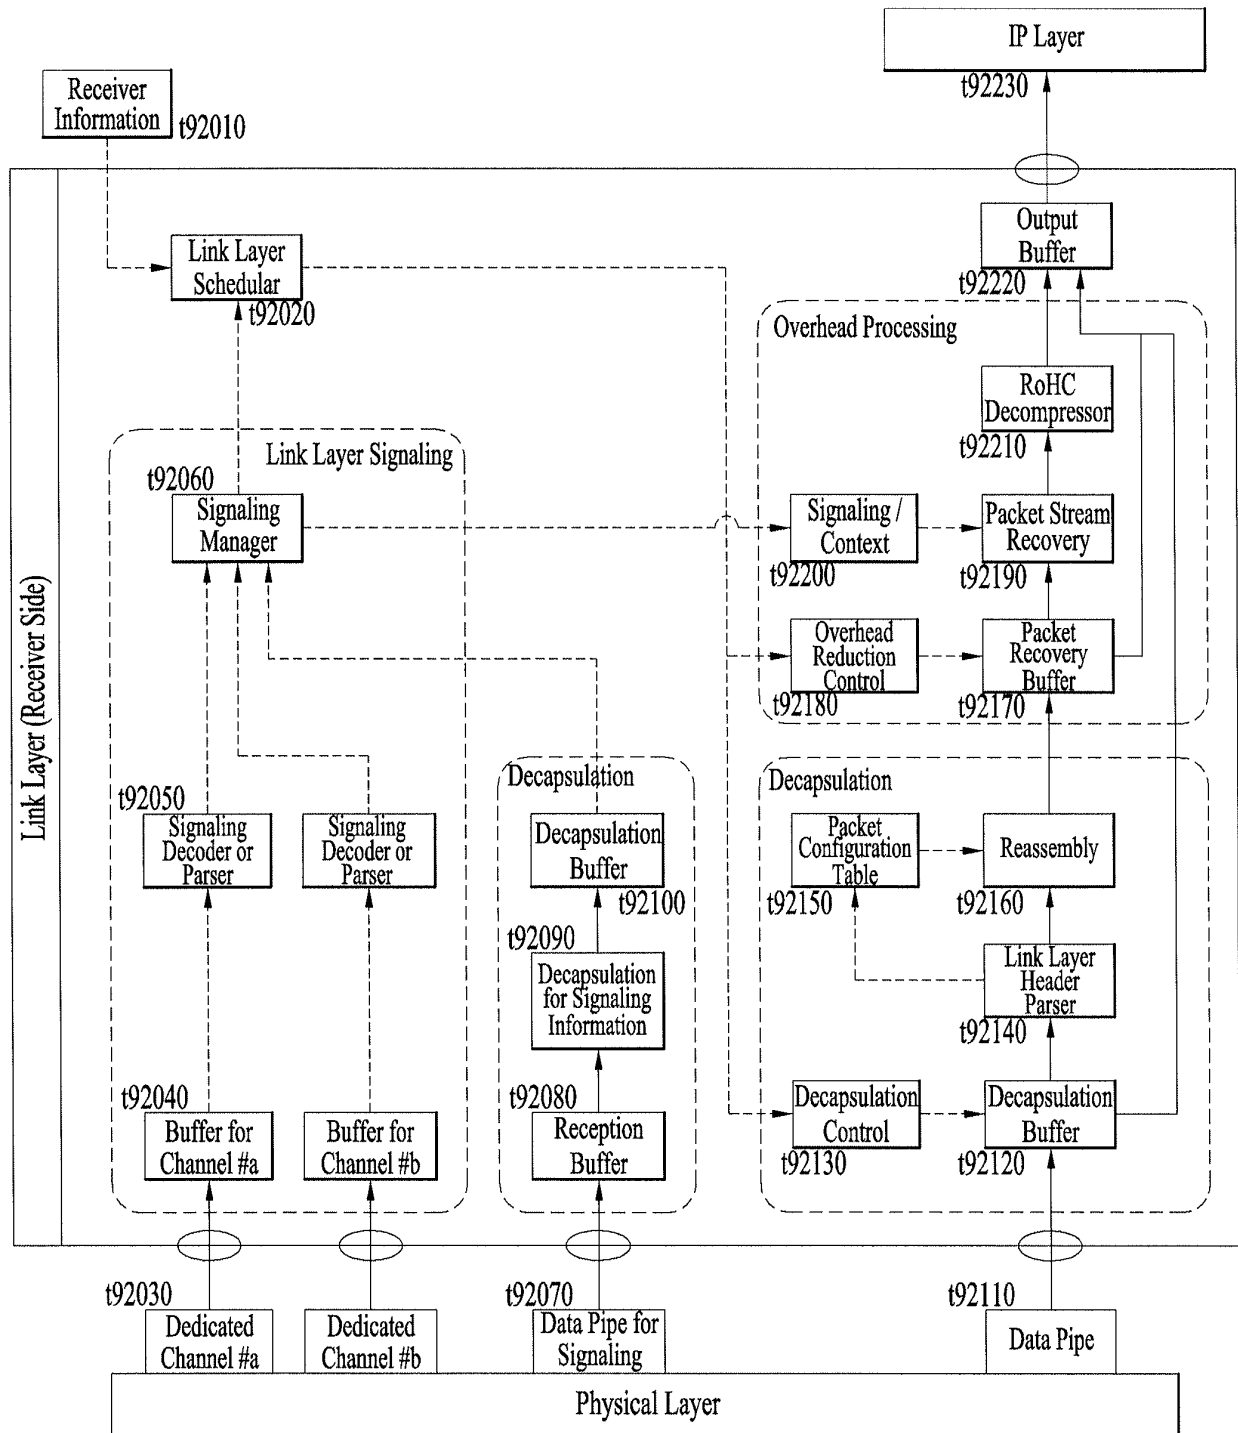 IP Layer
t92230
Receiver
Information
t92010
Link Layer (Receiver Side)
Link Layer
Schedular
t92020
Output
Buffer
t92220
Overhead Processing
RoHC
Decompressor
t92210
Link Layer Signaling
t92060
Signaling
Manager
Signaling /
Context
t92200
Packet Stream
Recovery
t92190
Overhead
Reduction
Control
t92180
Packet
Recovery
Buffer
t92170
Decapsulation
Decapsulation
t92050
Signaling
Decoder or
Parser
Signaling
Decoder or
Parser
Decapsulation
Buffer
t92100
Packet
Configuration
Table
t92150
Reassembly
t92160
t92090
Decapsulation
for Signaling
Information
Link Layer
Header
Parser
t92140
t92040
Buffer for
Channel #a
Buffer for
Channel #b
t92080
Reception
Buffer
Decapsulation
Control
t92130
Decapsulation
Buffer
t92120
t92030
Dedicated
Channel #a
Dedicated
Channel #b
t92070
Data Pipe for
Signaling
t92110
Data Pipe
Physical Layer